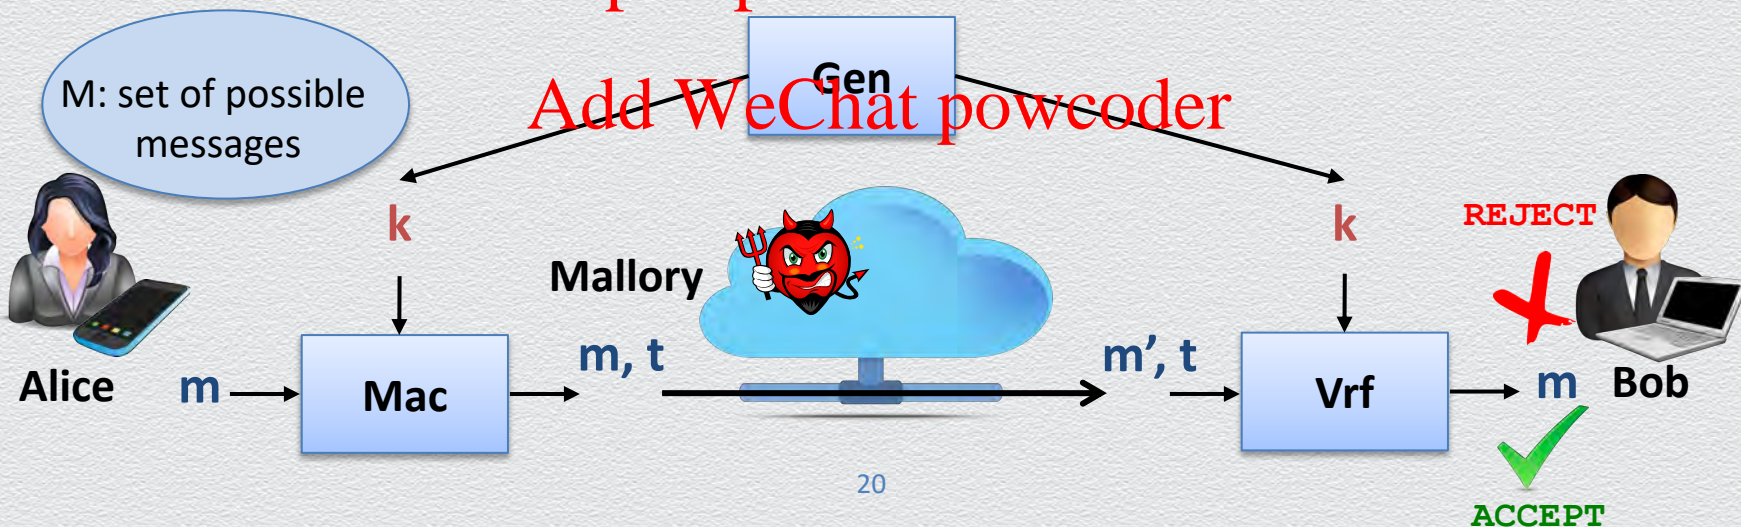 Gen
Add WeChat powcoder
M: set of possible
messages
k
k
REJECT
Mallory
m, t
m’, t
Alice
m
Mac
Vrf
m
Bob
20
ACCEPT